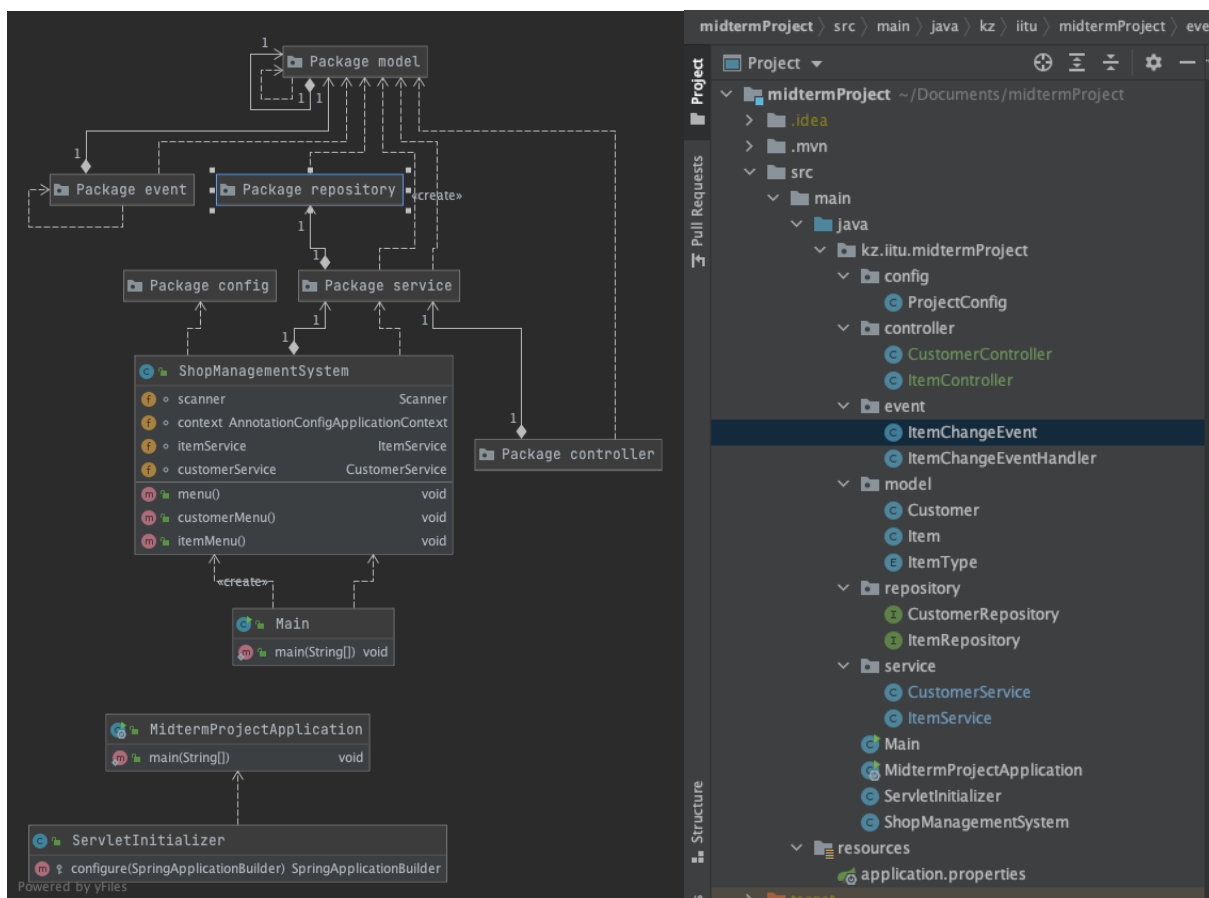 1
Package model
1
1
1
Package event
Package repository
«create»
1
1
Package config
Package service
1
1
1
ShopManagementSystem
scanner Scanner
context AnnotationConfigApplicationContext
itemService ItemService
customerService CustomerService
menu() void
customerMenu() void
itemMenu() void
1
Package controller
«create»
Main
main(String[]) void
MidtermProjectApplication
main(String[]) void
ServletInitializer
configure(SpringApplicationBuilder) SpringApplicationBuilder
Powered by yFiles
midtermProject 〉 src 〉 main 〉 java 〉 kz 〉 iitu 〉 midtermProject 〉 eve
Project
Pull Requests
Structure
Project
midtermProject ~/Documents/midtermProject
.idea
.mvn
src
main
java
kz.iitu.midtermProject
config
ProjectConfig
controller
CustomerController
ItemController
event
ItemChangeEvent
ItemChangeEventHandler
model
Customer
Item
ItemType
repository
CustomerRepository
ItemRepository
service
CustomerService
ItemService
Main
MidtermProjectApplication
ServletInitializer
ShopManagementSystem
resources
application.properties